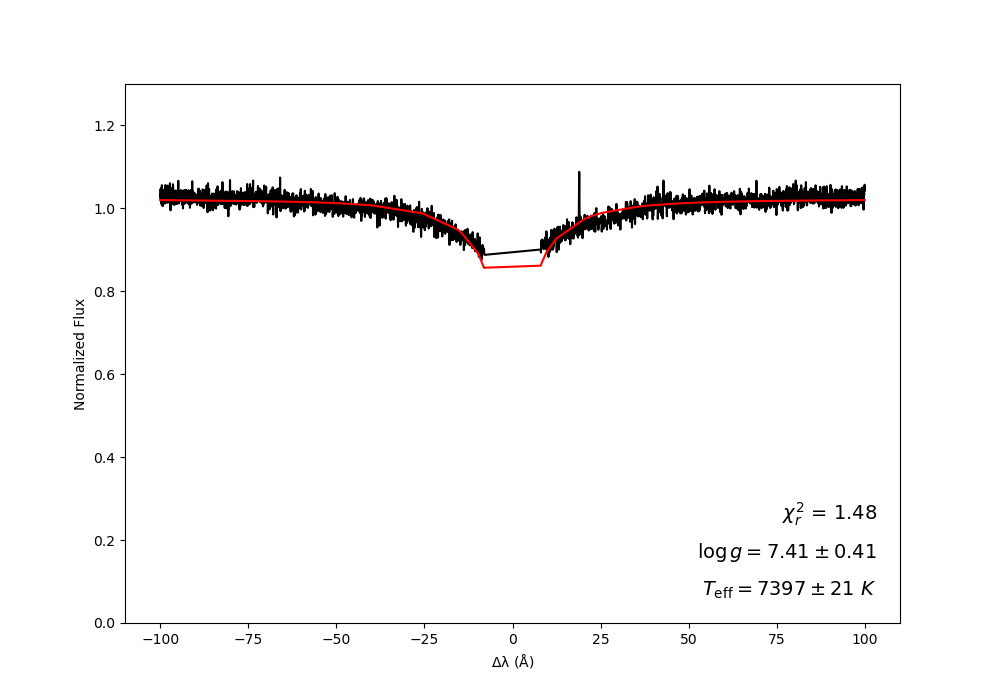 1.2
1.0
0.8
0.6
0.4
0.2
0.0
Normalized Flux
χ²ᵣ = 1.48
log g = 7.41 ± 0.41
T_eff = 7397 ± 21 K
−100 −75 −50 −25 0 25 50 75 100
Δλ (Å)